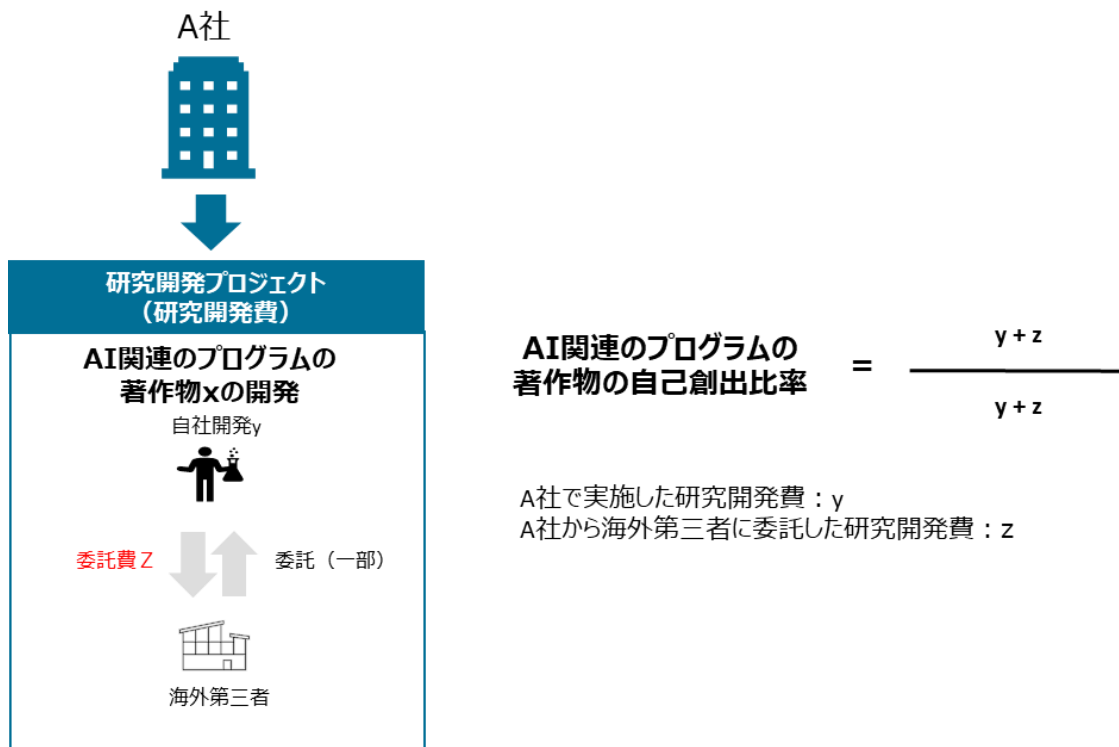 A社
研究開発プロジェクト
（研究開発費）
AI関連のプログラムの
著作物xの開発
自社開発y
委託費Ｚ
委託（一部）
海外第三者
AI関連のプログラムの
著作物の自己創出比率
=
y + z
y + z
A社で実施した研究開発費：y
A社から海外第三者に委託した研究開発費：z